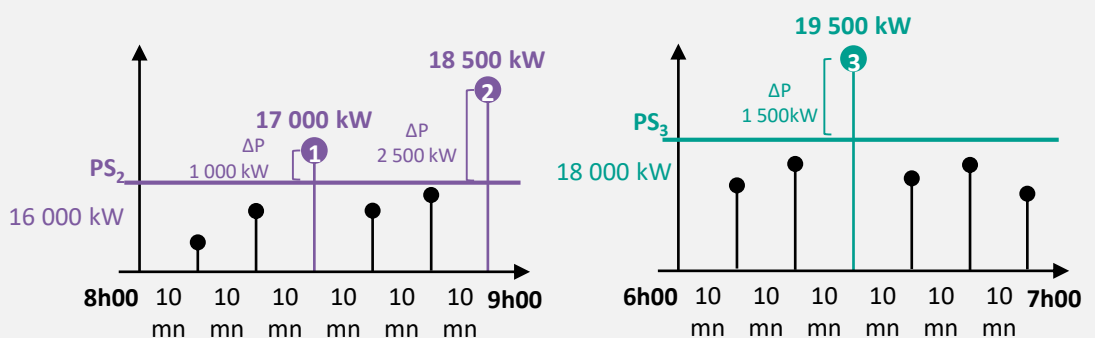 18 500 kW
2
17 000 kW
ΔP
1 000 kW
1
ΔP
2 500 kW
PS2
16 000 kW
8h00 10 mn 10 mn 10 mn 10 mn 10 mn 10 mn 9h00
19 500 kW
3
ΔP
1 500kW
PS3
18 000 kW
6h00 10 mn 10 mn 10 mn 10 mn 10 mn 10 mn 7h00